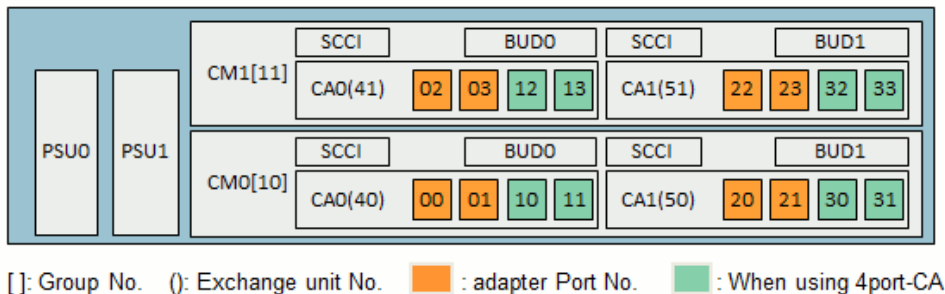 SCCI BUD0 SCCI BUD1
CM1[11] CA0(41) 02 03 12 13 CA1(51) 22 23 32 33
PSU0 PSU1
SCCI BUD0 SCCI BUD1
CM0[10] CA0(40) 00 01 10 11 CA1(50) 20 21 30 31
[ ]: Group No. (): Exchange unit No. : adapter Port No. : When using 4port-CA